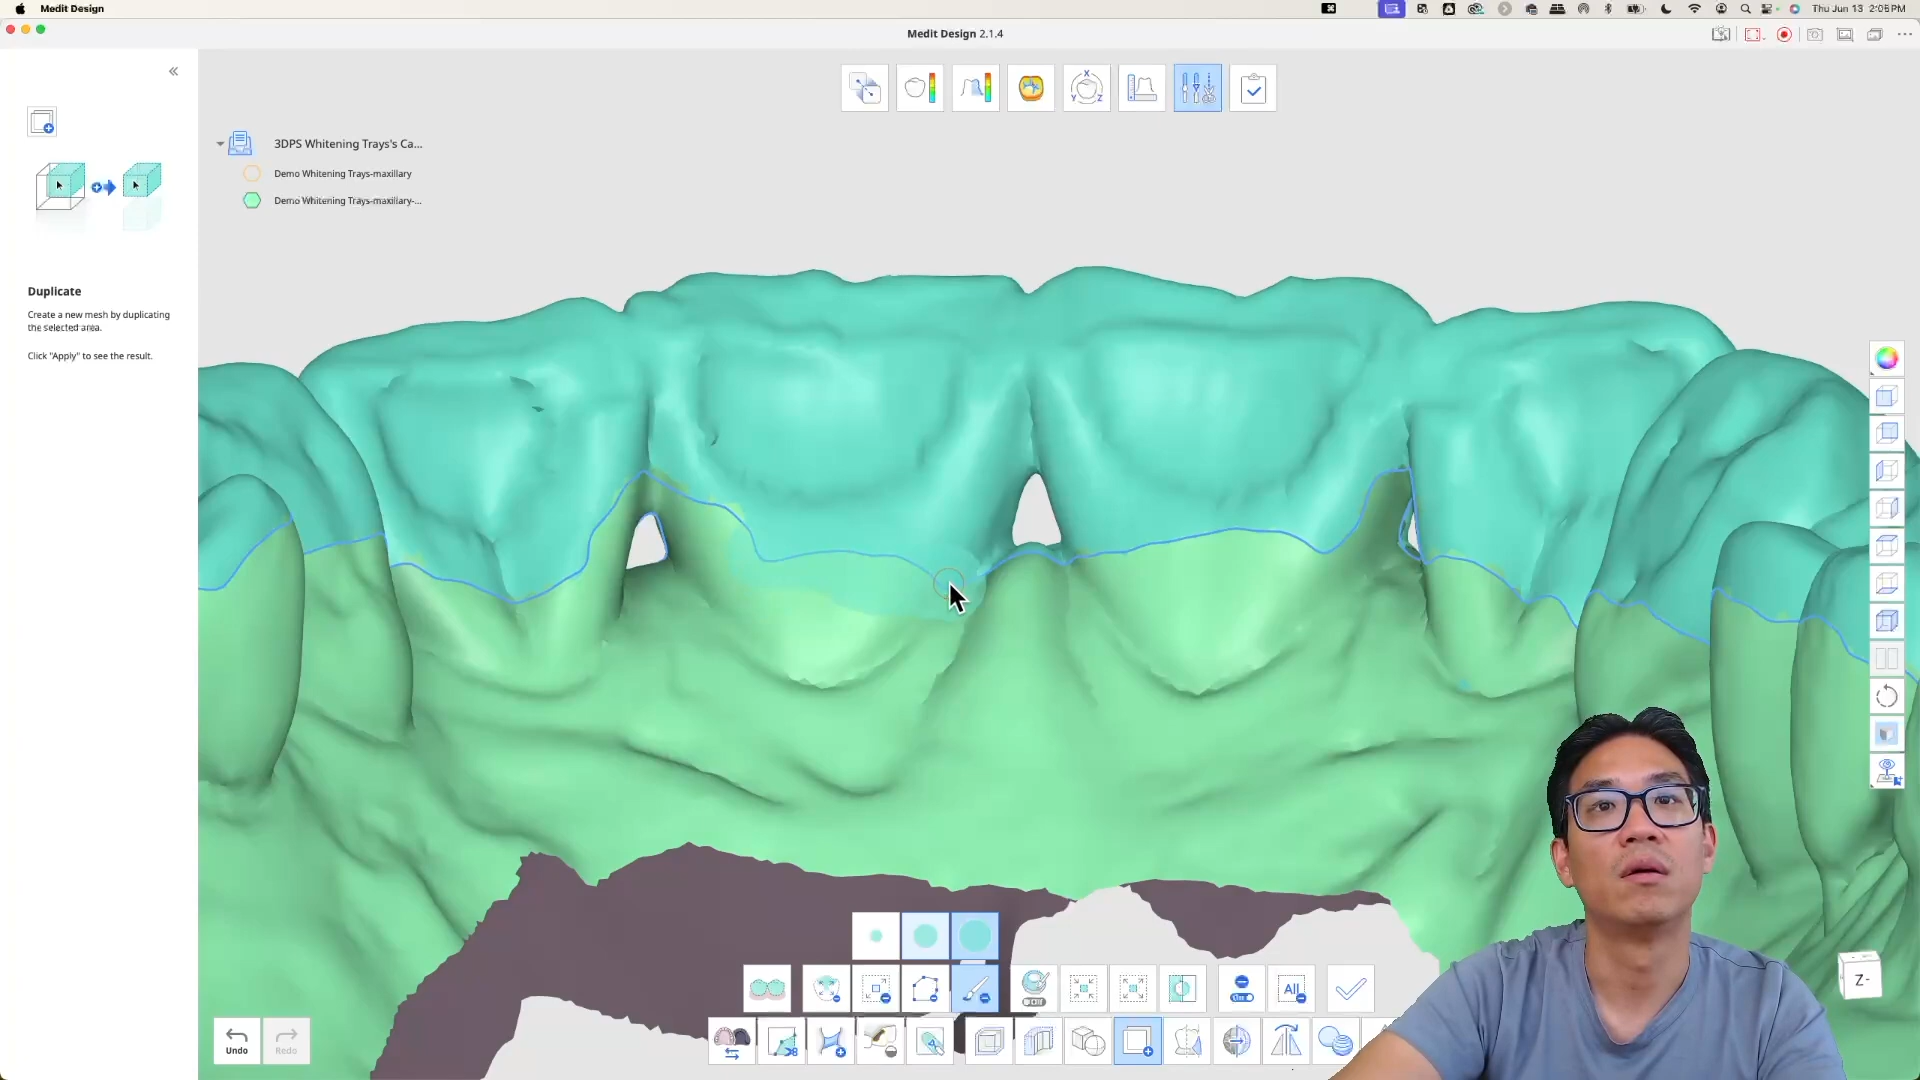 Medit Design
Thu Jun 13 2:05 PM
Medit Design 2.1.4
3DPS Whitening Trays's Ca...
Demo Whitening Trays-maxillary
Demo Whitening Trays-maxillary-...
Duplicate
Create a new mesh by duplicating
the selected area.
Click "Apply" to see the result.
X
Y Z
Z-
All
Undo
Redo